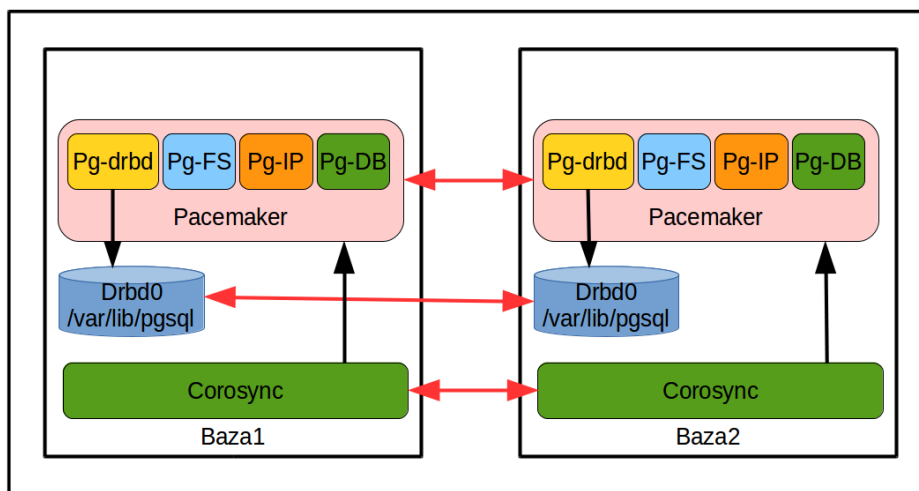 Pg-drbd Pg-FS Pg-IP Pg-DB
Pacemaker
Drbd0
/var/lib/pgsql
Corosync
Baza1
Pg-drbd Pg-FS Pg-IP Pg-DB
Pacemaker
Drbd0
/var/lib/pgsql
Corosync
Baza2